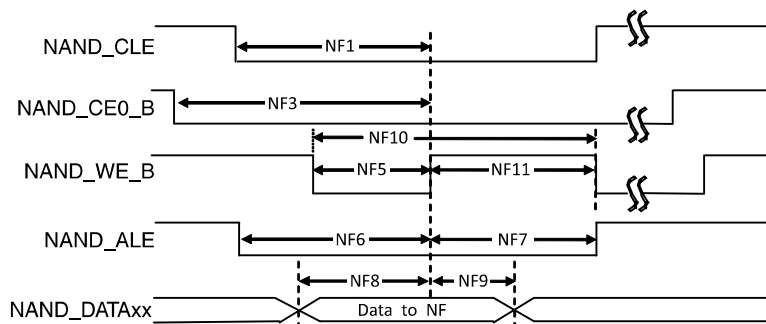 NAND_CLE
NF1
NAND_CE0_B
NF3
NF10
NAND_WE_B
NF5
NF11
NAND_ALE
NF6
NF7
NF8
NF9
NAND_DATAxx
Data to NF